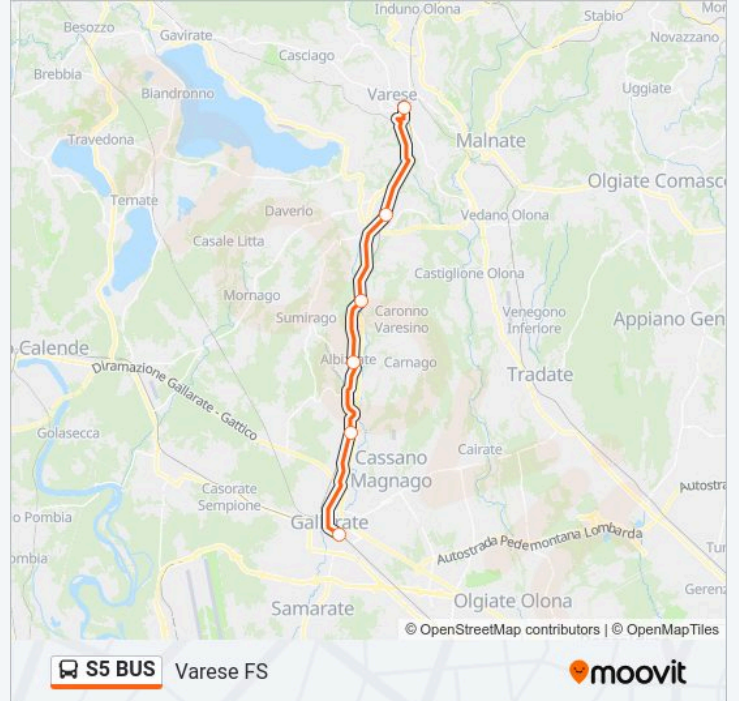 Induno Olona
Mor
Besozzo
Gavirate
Stabio
Novazzano
Casciago
Brebbia
Biandronno
Varese
Uggiate
Travedona
Malnate
Olgiate Comasco
Ternate
Daverio
Vedano Olona
Casale Litta
Castiglione Olona
Mornago
Sumirago
Caronno
Varesino
Venegono
Inferiore
Appiano Gen
o Calende
Albizzate
Carnago
Diramazione Gallarate - Gattico
Tradate
Golasecca
Cassano
Magnago
Cairate
Casorate
Sempione
Autostra
o Pombia
Gallarate
Autostrada Pedemontana Lombarda
Tur
ombia
Gerenz
Samarate
Olgiate Olona
© OpenStreetMap contributors | © OpenMapTiles
S5 BUS
Varese FS
moovit